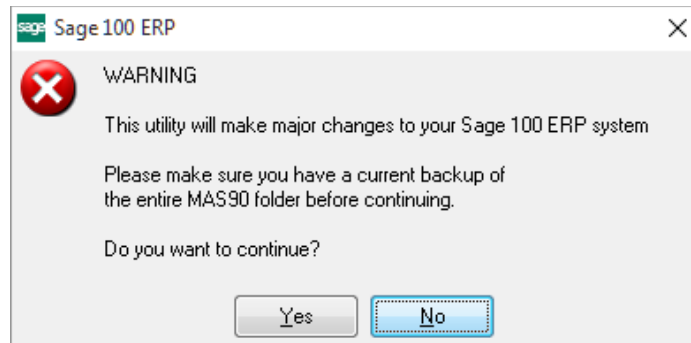 sage Sage 100 ERP
WARNING
This utility will make major changes to your Sage 100 ERP system
Please make sure you have a current backup of
the entire MAS90 folder before continuing.
Do you want to continue?
Yes No